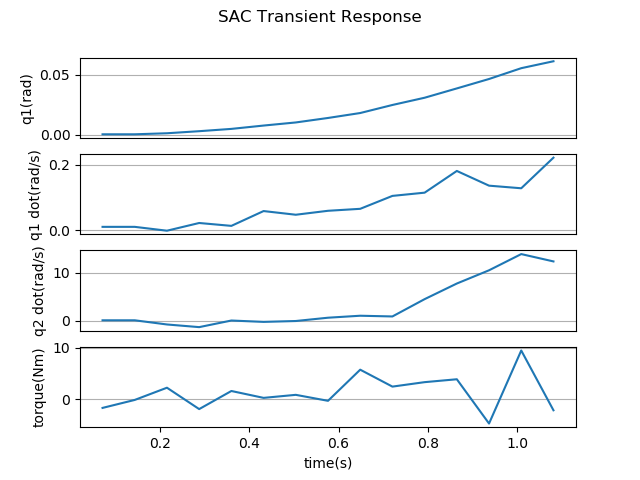 SAC Transient Response
q1(rad)
0.05
0.00
q1 dot(rad/s)
0.2
0.0
q2 dot(rad/s)
10
0
torque(Nm)
10
0
0.2 0.4 0.6 0.8 1.0
time(s)